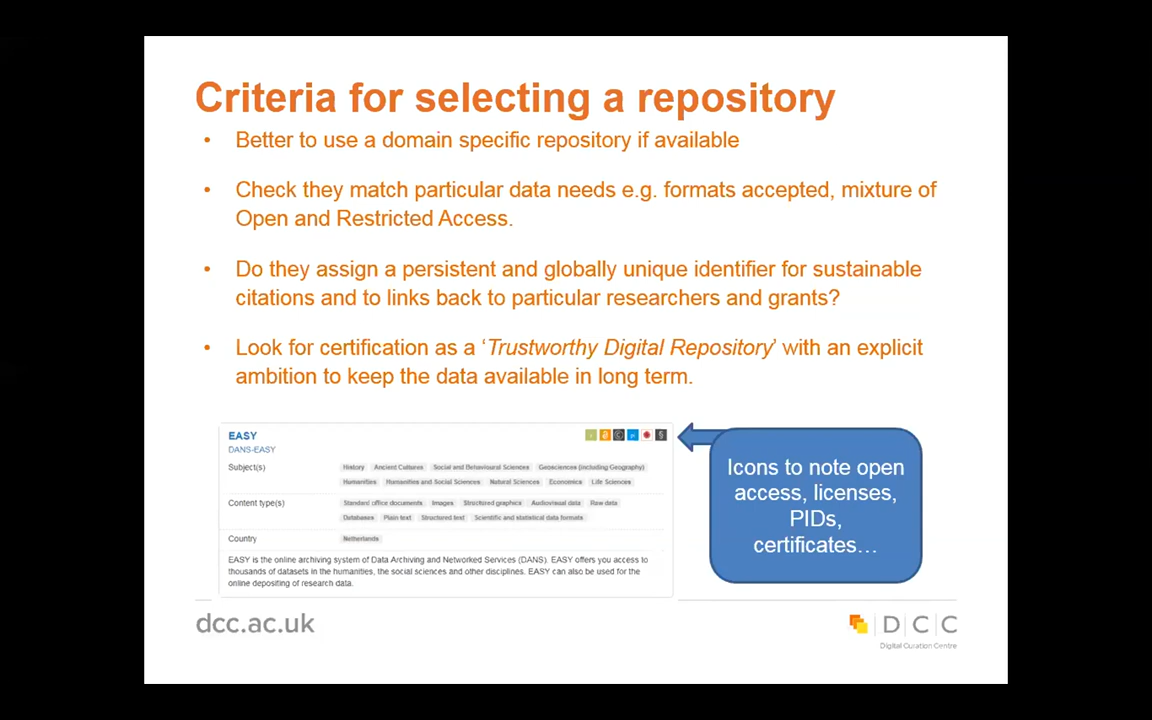 Criteria for selecting a repository
• Better to use a domain specific repository if available
• Check they match particular data needs e.g. formats accepted, mixture of
Open and Restricted Access.
• Do they assign a persistent and globally unique identifier for sustainable
citations and to links back to particular researchers and grants?
• Look for certification as a ‘Trustworthy Digital Repository’ with an explicit
ambition to keep the data available in long term.
EASY
DANS-EASY
Subject(s) History Ancient Cultures Social and Behavioural Sciences Geosciences (including Geography)
Humanities Humanities and Social Sciences Natural Sciences Economics Life Sciences
Content type(s) Standard office documents Images Structured graphics Audiovisual data Raw data
Databases Plain text Structured text Scientific and statistical data formats
Country Netherlands
EASY is the online archiving system of Data Archiving and Networked Services (DANS). EASY offers you access to
thousands of datasets in the humanities, the social sciences and other disciplines. EASY can also be used for the
online depositing of research data.
Icons to note open
access, licenses,
PIDs,
certificates…
dcc.ac.uk
D|C|C
Digital Curation Centre